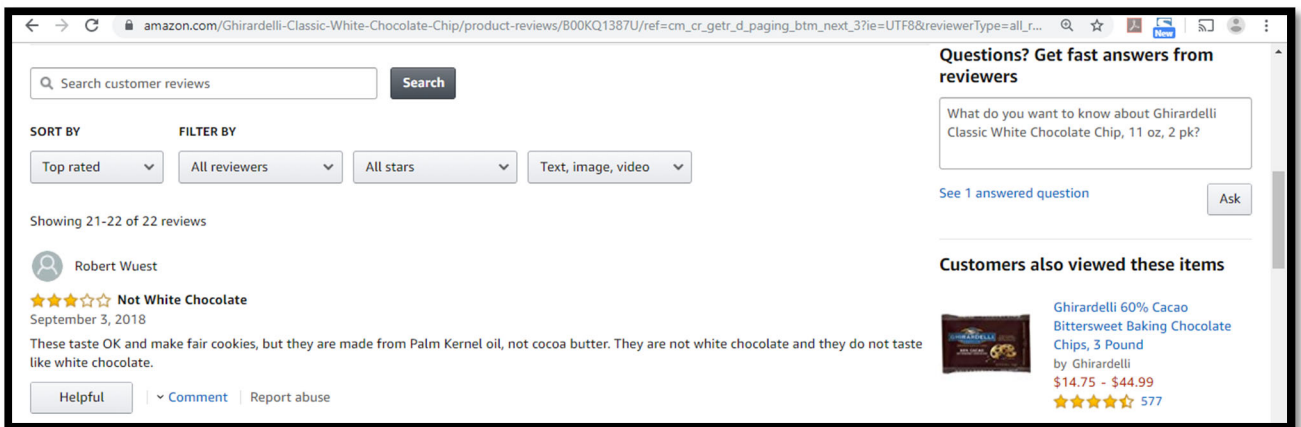 amazon.com/Ghirardelli-Classic-White-Chocolate-Chip/product-reviews/B00KQ1387U/ref=cm_cr_getr_d_paging_btm_next_3?ie=UTF8&reviewerType=all_r...
New
Search customer reviews
Search
SORT BY
FILTER BY
Top rated
All reviewers
All stars
Text, image, video
Showing 21-22 of 22 reviews
Robert Wuest
Not White Chocolate
September 3, 2018
These taste OK and make fair cookies, but they are made from Palm Kernel oil, not cocoa butter. They are not white chocolate and they do not taste
like white chocolate.
Helpful
Comment
Report abuse
Questions? Get fast answers from
reviewers
What do you want to know about Ghirardelli
Classic White Chocolate Chip, 11 oz, 2 pk?
See 1 answered question
Ask
Customers also viewed these items
GHIRARDELLI
Ghirardelli 60% Cacao
Bittersweet Baking Chocolate
Chips, 3 Pound
by Ghirardelli
$14.75 - $44.99
577